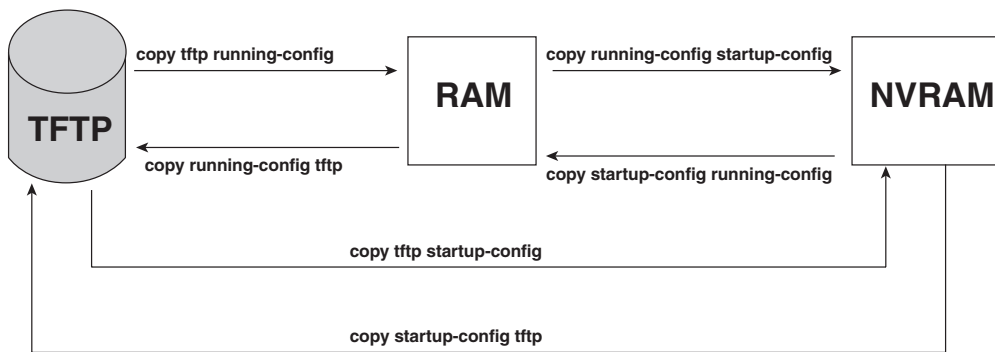 copy tftp running-config
copy running-config startup-config
TFTP
RAM
NVRAM
copy running-config tftp
copy startup-config running-config
copy tftp startup-config
copy startup-config tftp